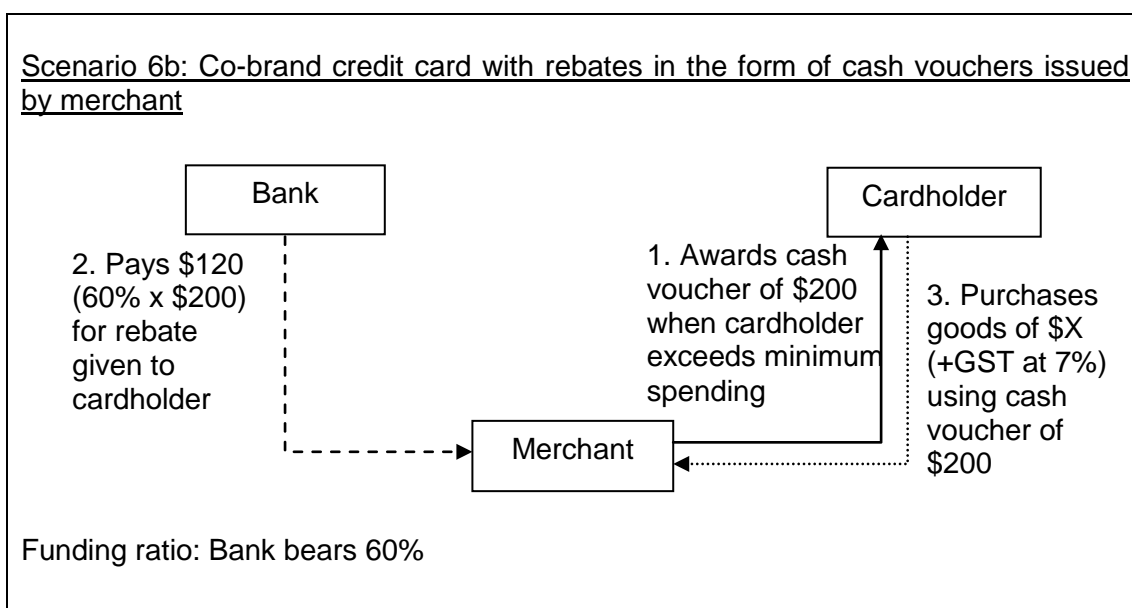 Scenario 6b: Co-brand credit card with rebates in the form of cash vouchers issued
by merchant
Bank
Cardholder
2. Pays $120
(60% x $200)
for rebate
given to
cardholder
1. Awards cash
voucher of $200
when cardholder
exceeds minimum
spending
3. Purchases
goods of $X
(+GST at 7%)
using cash
voucher of
$200
Merchant
Funding ratio: Bank bears 60%